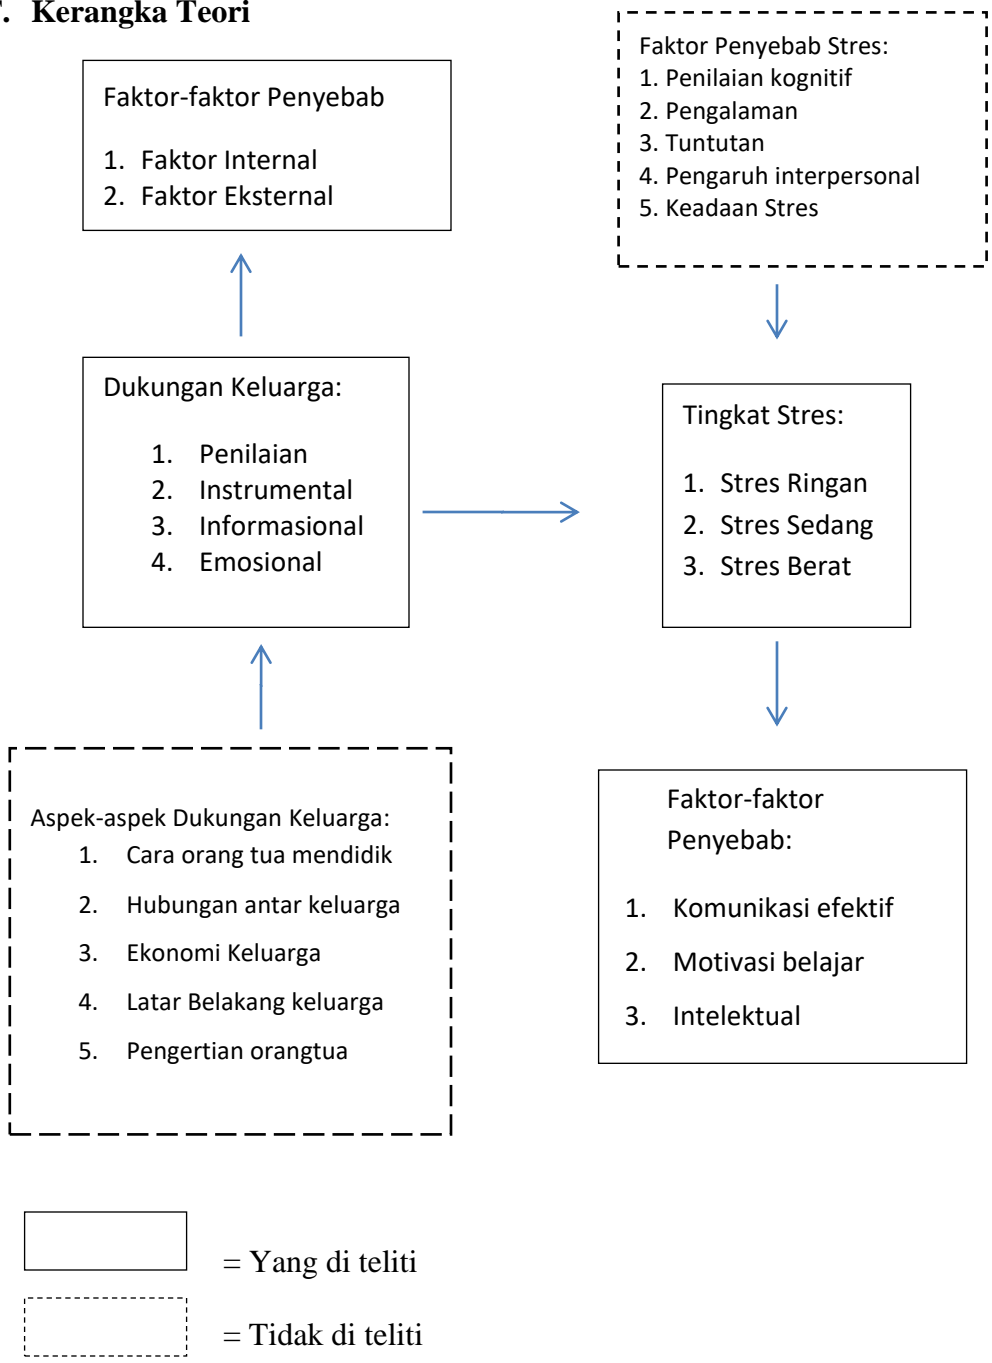 Kerangka Teori
Faktor-faktor Penyebab
1. Faktor Internal
2. Faktor Eksternal
Faktor Penyebab Stres:
1. Penilaian kognitif
2. Pengalaman
3. Tuntutan
4. Pengaruh interpersonal
5. Keadaan Stres
Dukungan Keluarga:
1. Penilaian
2. Instrumental
3. Informasional
4. Emosional
Tingkat Stres:
1. Stres Ringan
2. Stres Sedang
3. Stres Berat
Aspek-aspek Dukungan Keluarga:
1. Cara orang tua mendidik
2. Hubungan antar keluarga
3. Ekonomi Keluarga
4. Latar Belakang keluarga
5. Pengertian orangtua
Faktor-faktor
Penyebab:
1. Komunikasi efektif
2. Motivasi belajar
3. Intelektual
= Yang di teliti
= Tidak di teliti